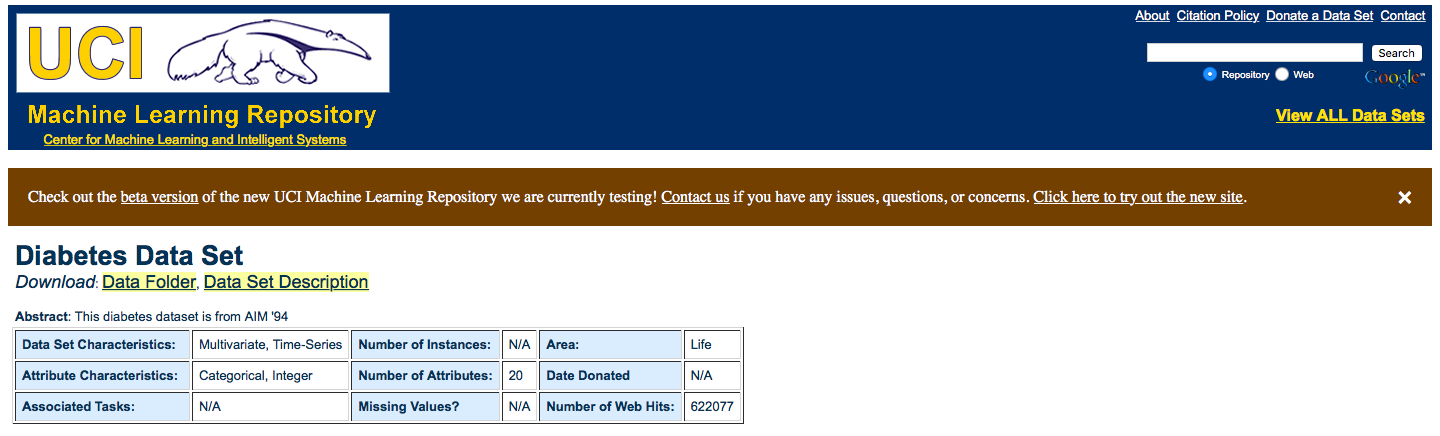 About Citation Policy Donate a Data Set Contact
UCI
Search
Repository Web
Google™
Machine Learning Repository
View ALL Data Sets
Center for Machine Learning and Intelligent Systems
Check out the beta version of the new UCI Machine Learning Repository we are currently testing! Contact us if you have any issues, questions, or concerns. Click here to try out the new site.
Diabetes Data Set
Download: Data Folder, Data Set Description
Abstract: This diabetes dataset is from AIM '94
Data Set Characteristics: Multivariate, Time-Series Number of Instances: N/A Area: Life
Attribute Characteristics: Categorical, Integer Number of Attributes: 20 Date Donated N/A
Associated Tasks: N/A Missing Values? N/A Number of Web Hits: 622077